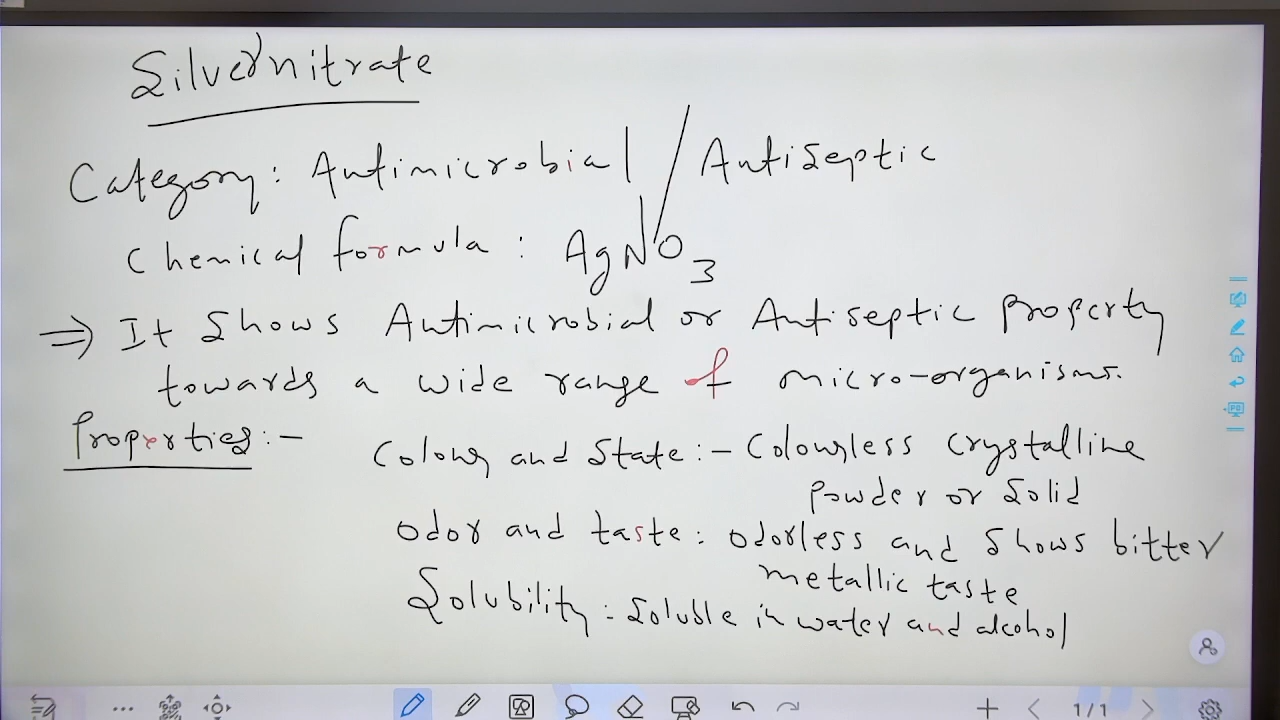 Silvernitrate
Category: Antimicrobial / Antiseptic
Chemical formula: AgNO3
⇒ It Shows Antimicrobial or Antiseptic Property
towards a wide range of micro-organisms.
Properties:- Colour and State:- Colourless crystalline
powder or Solid
Odor and taste: odorless and shows bitter
metallic taste
Solubility: Soluble in water and alcohol
1/1